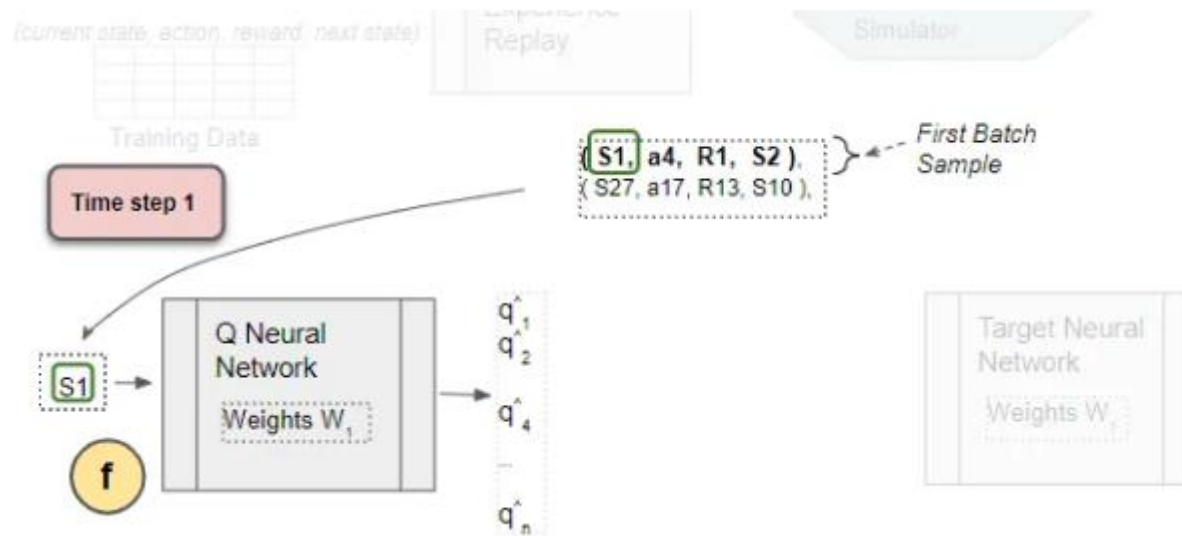 (current state, action, reward, next state)
Experience
Replay
Simulator
Training Data
( S1, a4, R1, S2 ),
( S27, a17, R13, S10 ),
First Batch
Sample
Time step 1
Q Neural
Network
Weights W₁
S1
f
q^₁
q^₂
q^₄
...
q^ₙ
Target Neural
Network
Weights W₁